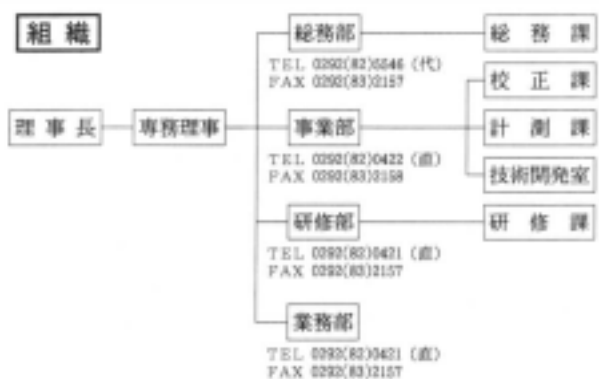 組織
総務部
総務課
TEL 0292(82)5546 (代)
FAX 0292(83)2157
校正課
理事長
専務理事
事業部
計測課
TEL 0292(82)0422 (直)
FAX 0292(83)2158
技術開発室
研修部
研修課
TEL 0292(82)0421 (直)
FAX 0292(83)2157
業務部
TEL 0292(82)0421 (直)
FAX 0292(83)2157